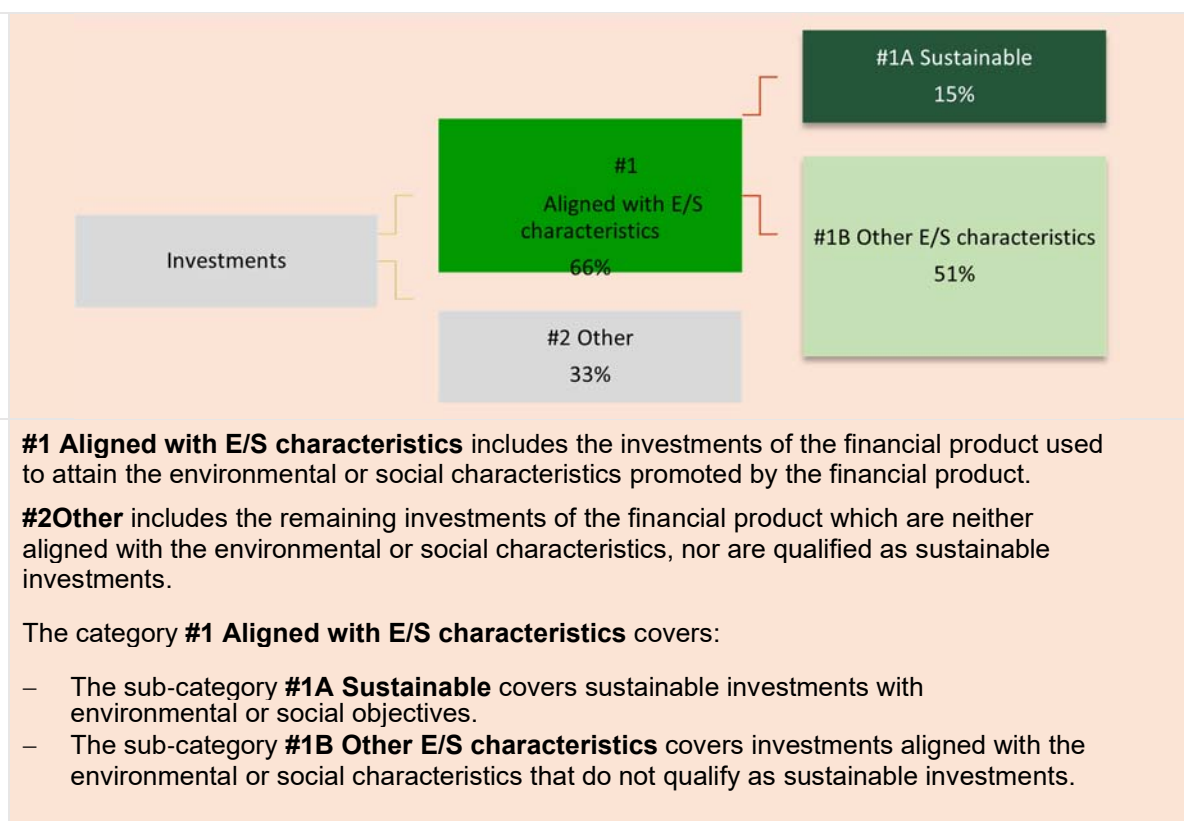 #1A Sustainable
15%
#1
Aligned with E/S
characteristics
66%
Investments
#1B Other E/S characteristics
51%
#2 Other
33%
#1 Aligned with E/S characteristics includes the investments of the financial product used
to attain the environmental or social characteristics promoted by the financial product.
#2Other includes the remaining investments of the financial product which are neither
aligned with the environmental or social characteristics, nor are qualified as sustainable
investments.
The category #1 Aligned with E/S characteristics covers:
– The sub-category #1A Sustainable covers sustainable investments with
environmental or social objectives.
– The sub-category #1B Other E/S characteristics covers investments aligned with the
environmental or social characteristics that do not qualify as sustainable investments.